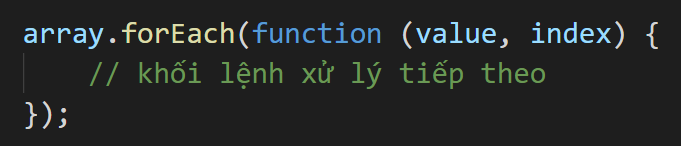 array.forEach(function (value, index) {
    // khối lệnh xử lý tiếp theo
});